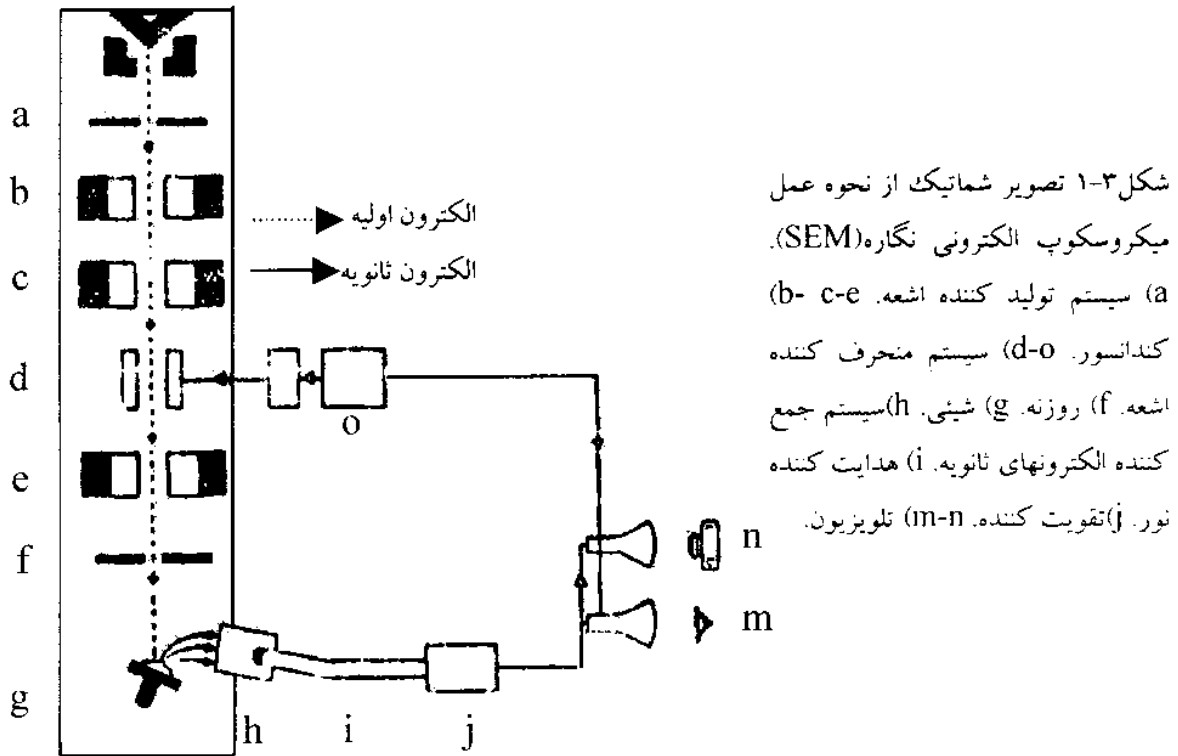 a
b
c
d
e
f
g
h
i
j
o
n
m
الکترون اولیه
الکترون ثانویه
شکل۳-۱ تصویر شماتیک از نحوه عمل
میکروسکوپ الکترونی نگاره(SEM).
a) سیستم تولید کننده اشعه. b- c-e)
کندانسور. d-o) سیستم منحرف کننده
اشعه. f) روزنه. g) شیئی. h)سیستم جمع
کننده الکترونهای ثانویه. i) هدایت کننده
نور. j)تقویت کننده. m-n) تلویزیون.